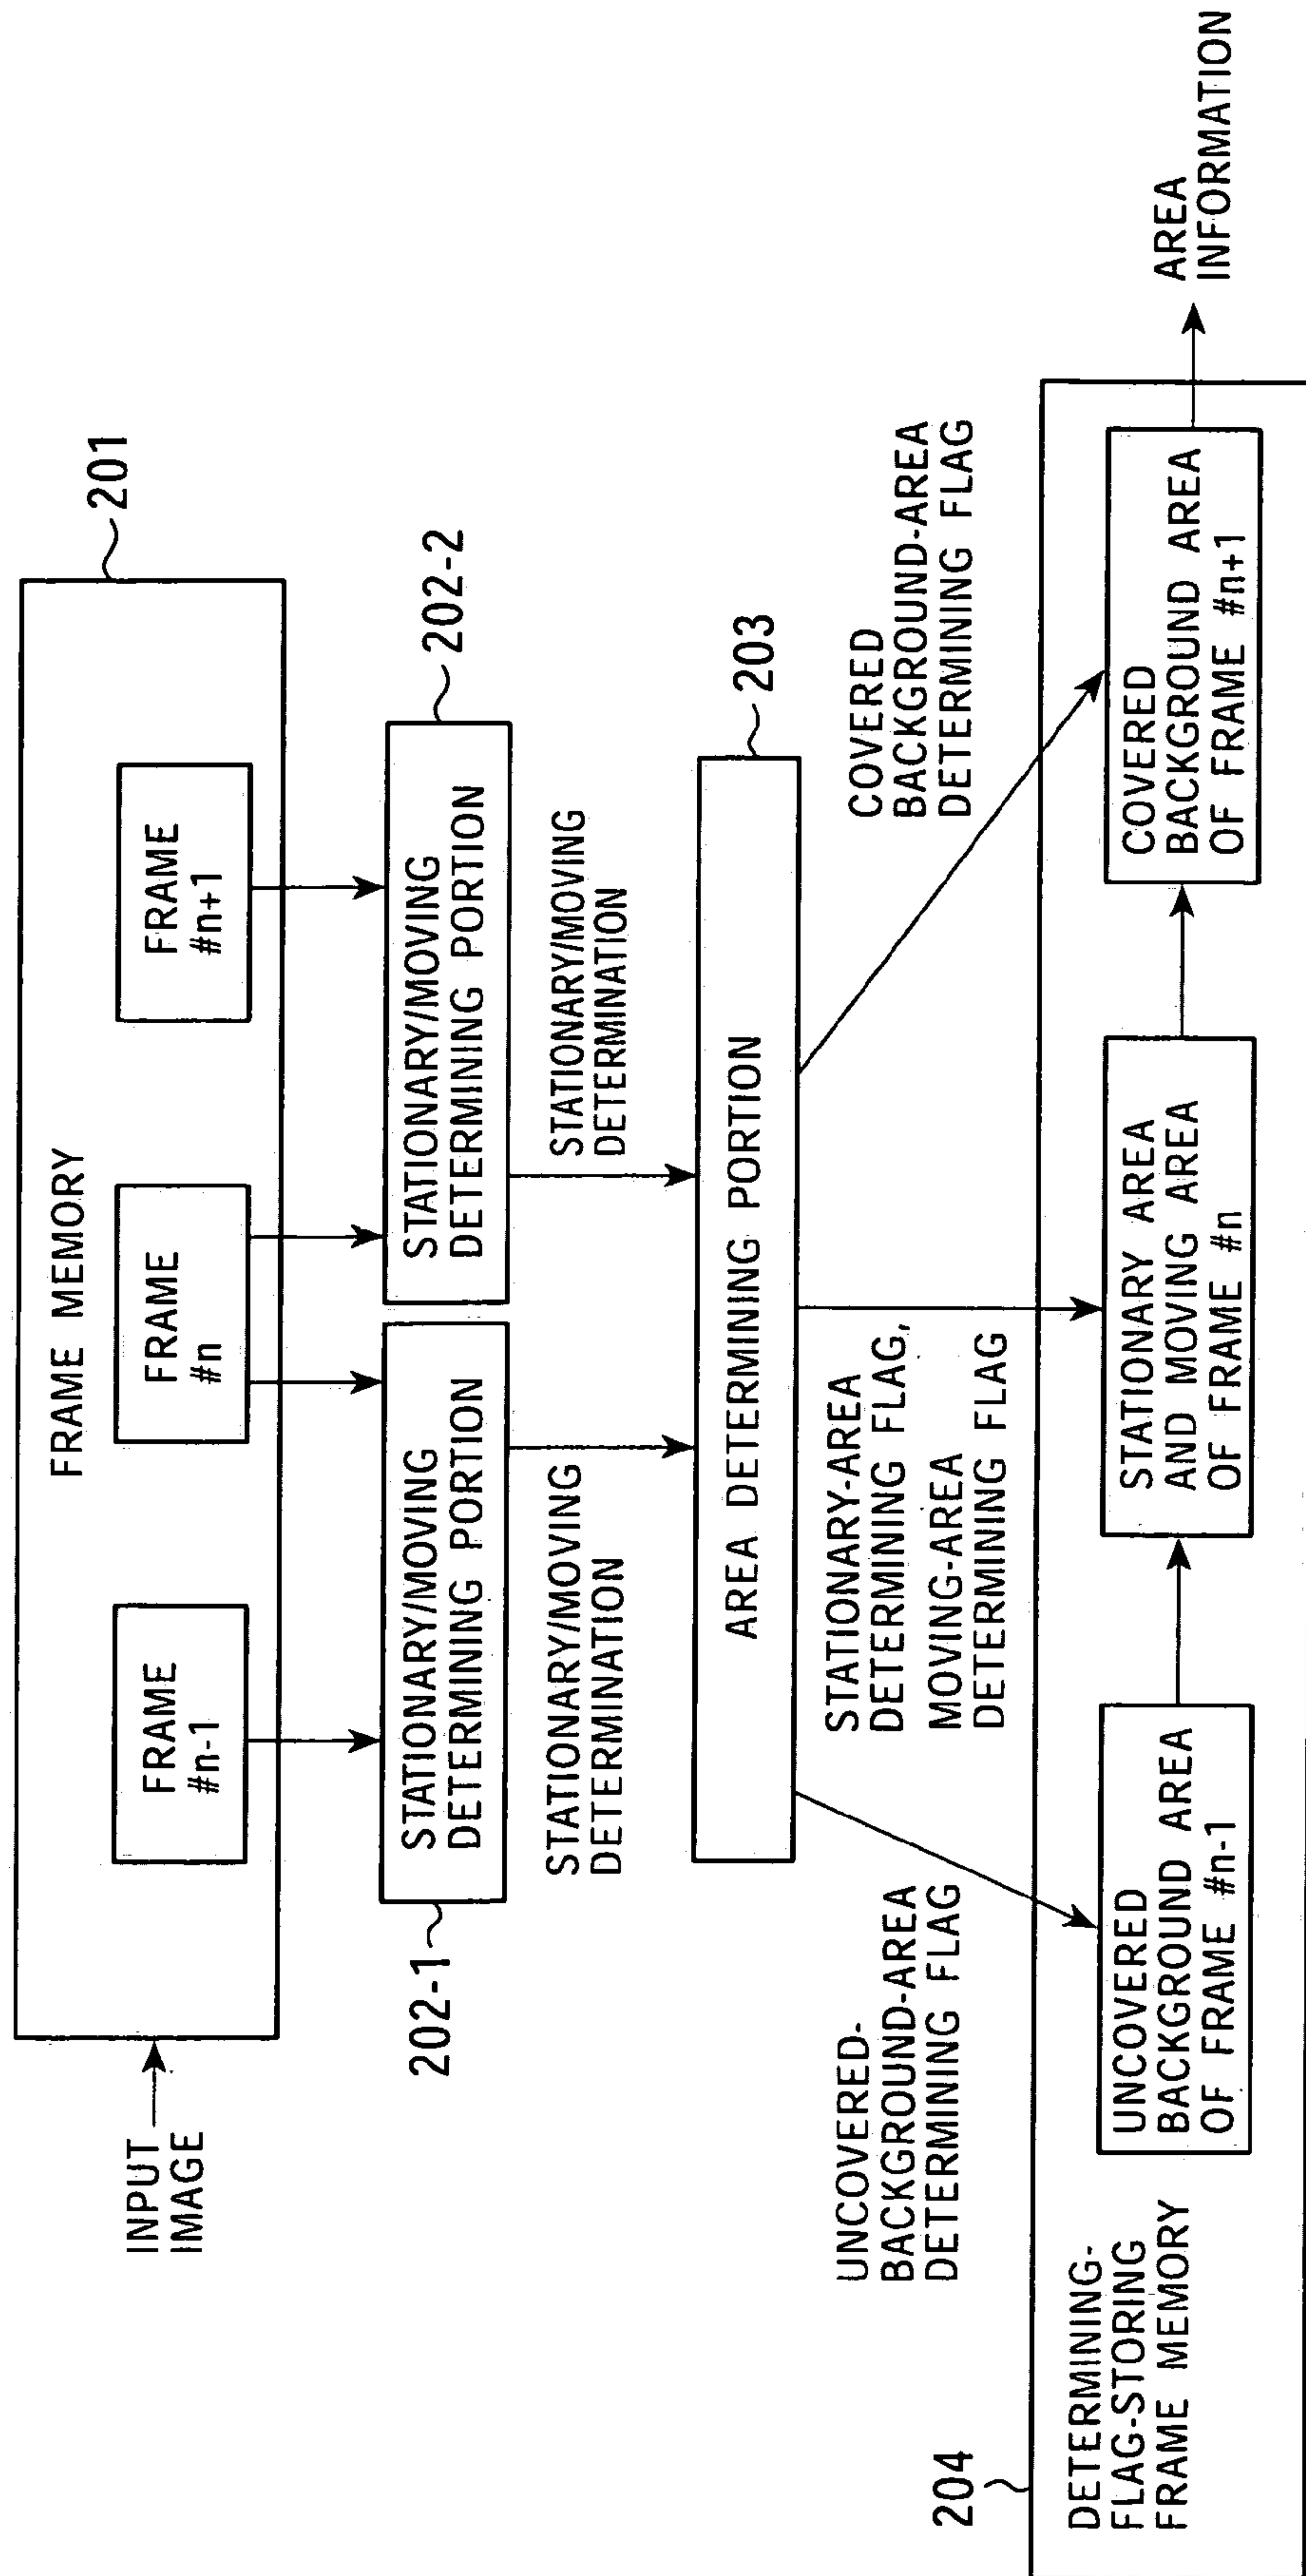 INPUT
IMAGE
FRAME MEMORY
201
FRAME
#n-1
FRAME
#n
FRAME
#n+1
202-1
STATIONARY/MOVING
DETERMINING PORTION
STATIONARY/MOVING
DETERMINING PORTION
202-2
STATIONARY/MOVING
DETERMINATION
STATIONARY/MOVING
DETERMINATION
AREA DETERMINING PORTION
203
UNCOVERED-
BACKGROUND-AREA
DETERMINING FLAG
STATIONARY-AREA
DETERMINING FLAG,
MOVING-AREA
DETERMINING FLAG
COVERED
BACKGROUND-AREA
DETERMINING FLAG
204
DETERMINING-
FLAG-STORING
FRAME MEMORY
UNCOVERED
BACKGROUND AREA
OF FRAME #n-1
STATIONARY AREA
AND MOVING AREA
OF FRAME #n
COVERED
BACKGROUND AREA
OF FRAME #n+1
AREA
INFORMATION